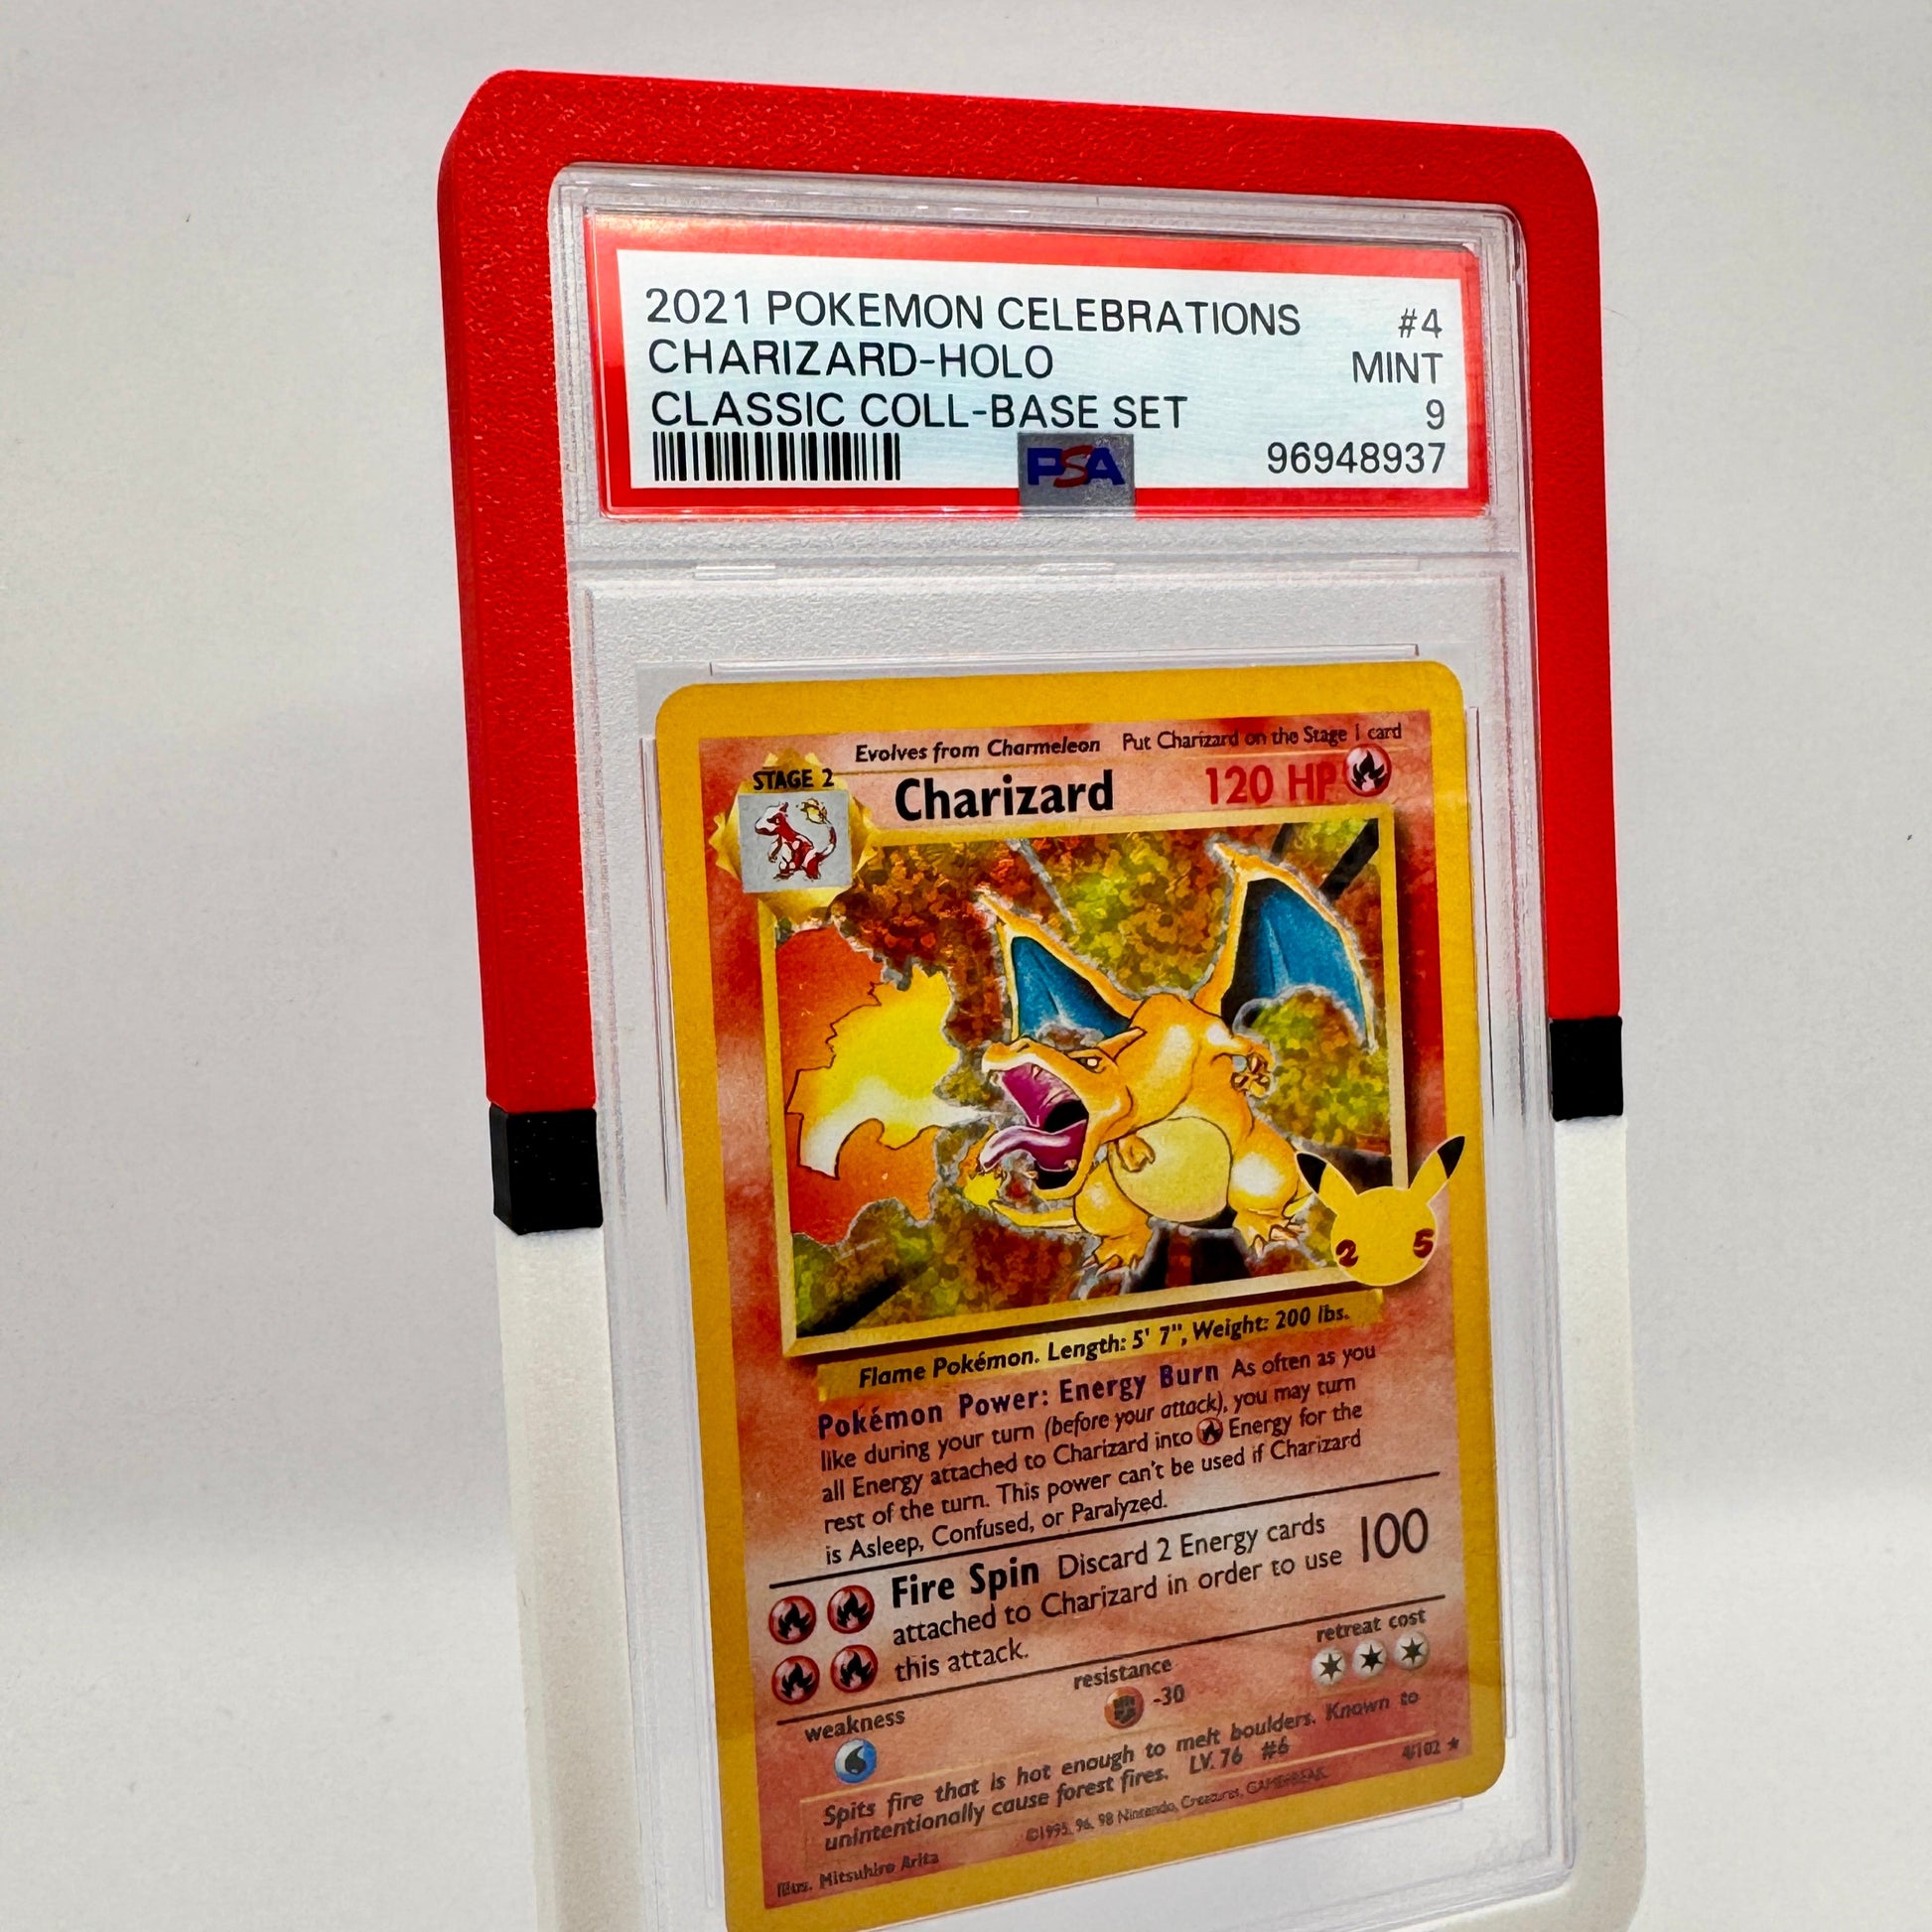 2021 POKEMON CELEBRATIONS #4
CHARIZARD-HOLO MINT
CLASSIC COLL-BASE SET 9
PSA 96948937
Evolves from Charmeleon Put Charizard on the Stage 1 card
STAGE 2 Charizard 120 HP
2 5
Flame Pokémon. Length: 5' 7", Weight: 200 lbs.
Pokémon Power: Energy Burn As often as you
like during your turn (before your attack), you may turn
all Energy attached to Charizard into Energy for the
rest of the turn. This power can't be used if Charizard
is Asleep, Confused, or Paralyzed.
Fire Spin Discard 2 Energy cards 100
attached to Charizard in order to use
this attack.
weakness resistance retreat cost
-30
Spits fire that is hot enough to melt boulders. Known to
unintentionally cause forest fires. LV. 76 #6
4/102
Illus. Mitsuhiro Arita ©1995, 96, 98 Nintendo, Creatures, GAMEFREAK.